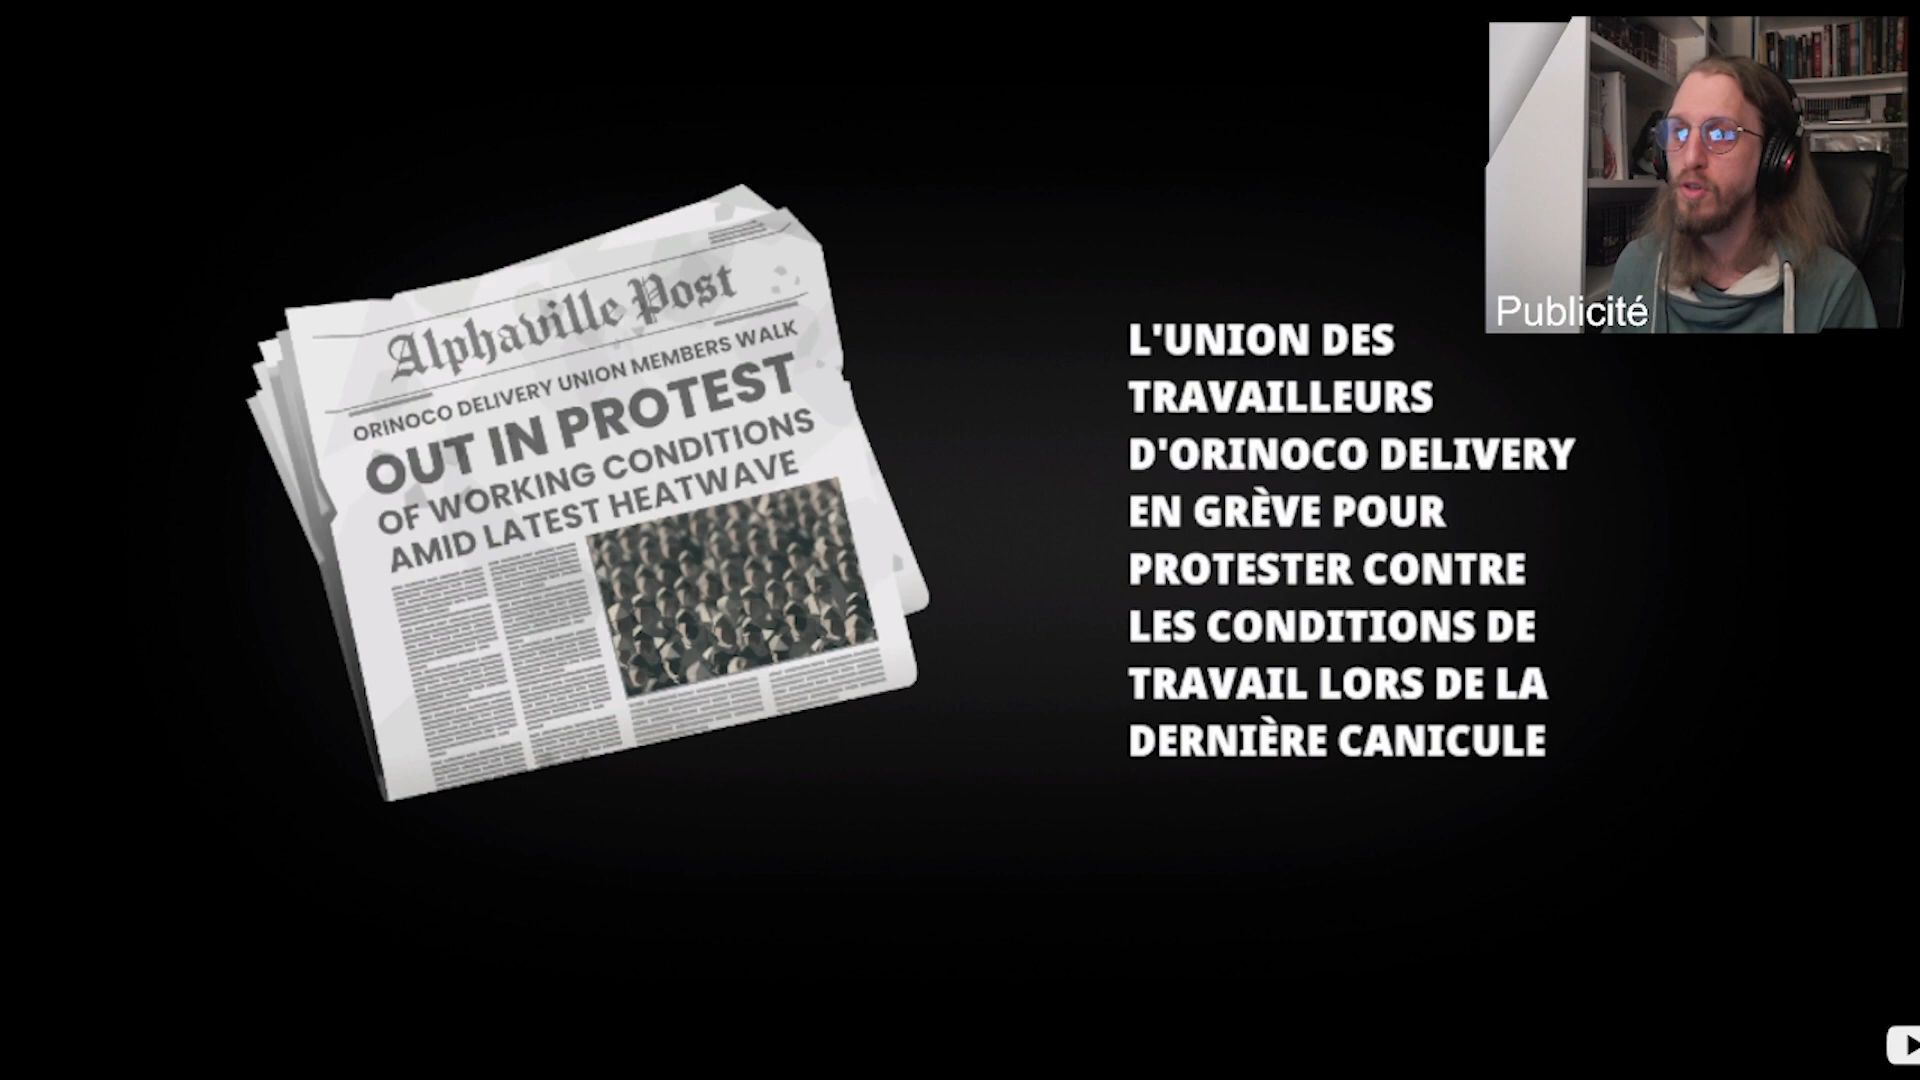 Alphaville Post
ORINOCO DELIVERY UNION MEMBERS WALK
OUT IN PROTEST
OF WORKING CONDITIONS
AMID LATEST HEATWAVE
Publicité
L'UNION DES
TRAVAILLEURS
D'ORINOCO DELIVERY
EN GRÈVE POUR
PROTESTER CONTRE
LES CONDITIONS DE
TRAVAIL LORS DE LA
DERNIÈRE CANICULE